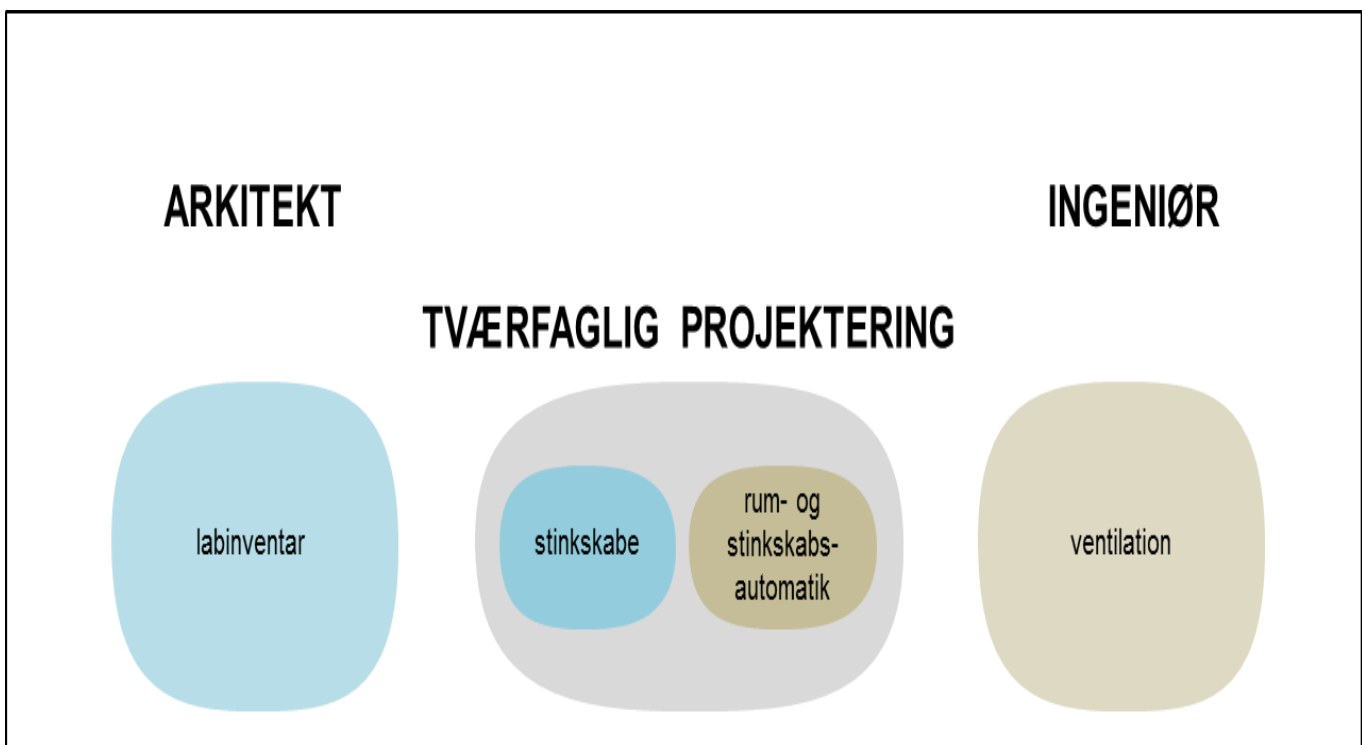 ARKITEKT
INGENIØR
TVÆRFAGLIG PROJEKTERING
labinventar
stinkskabe
rum- og
stinkskabs-
automatik
ventilation